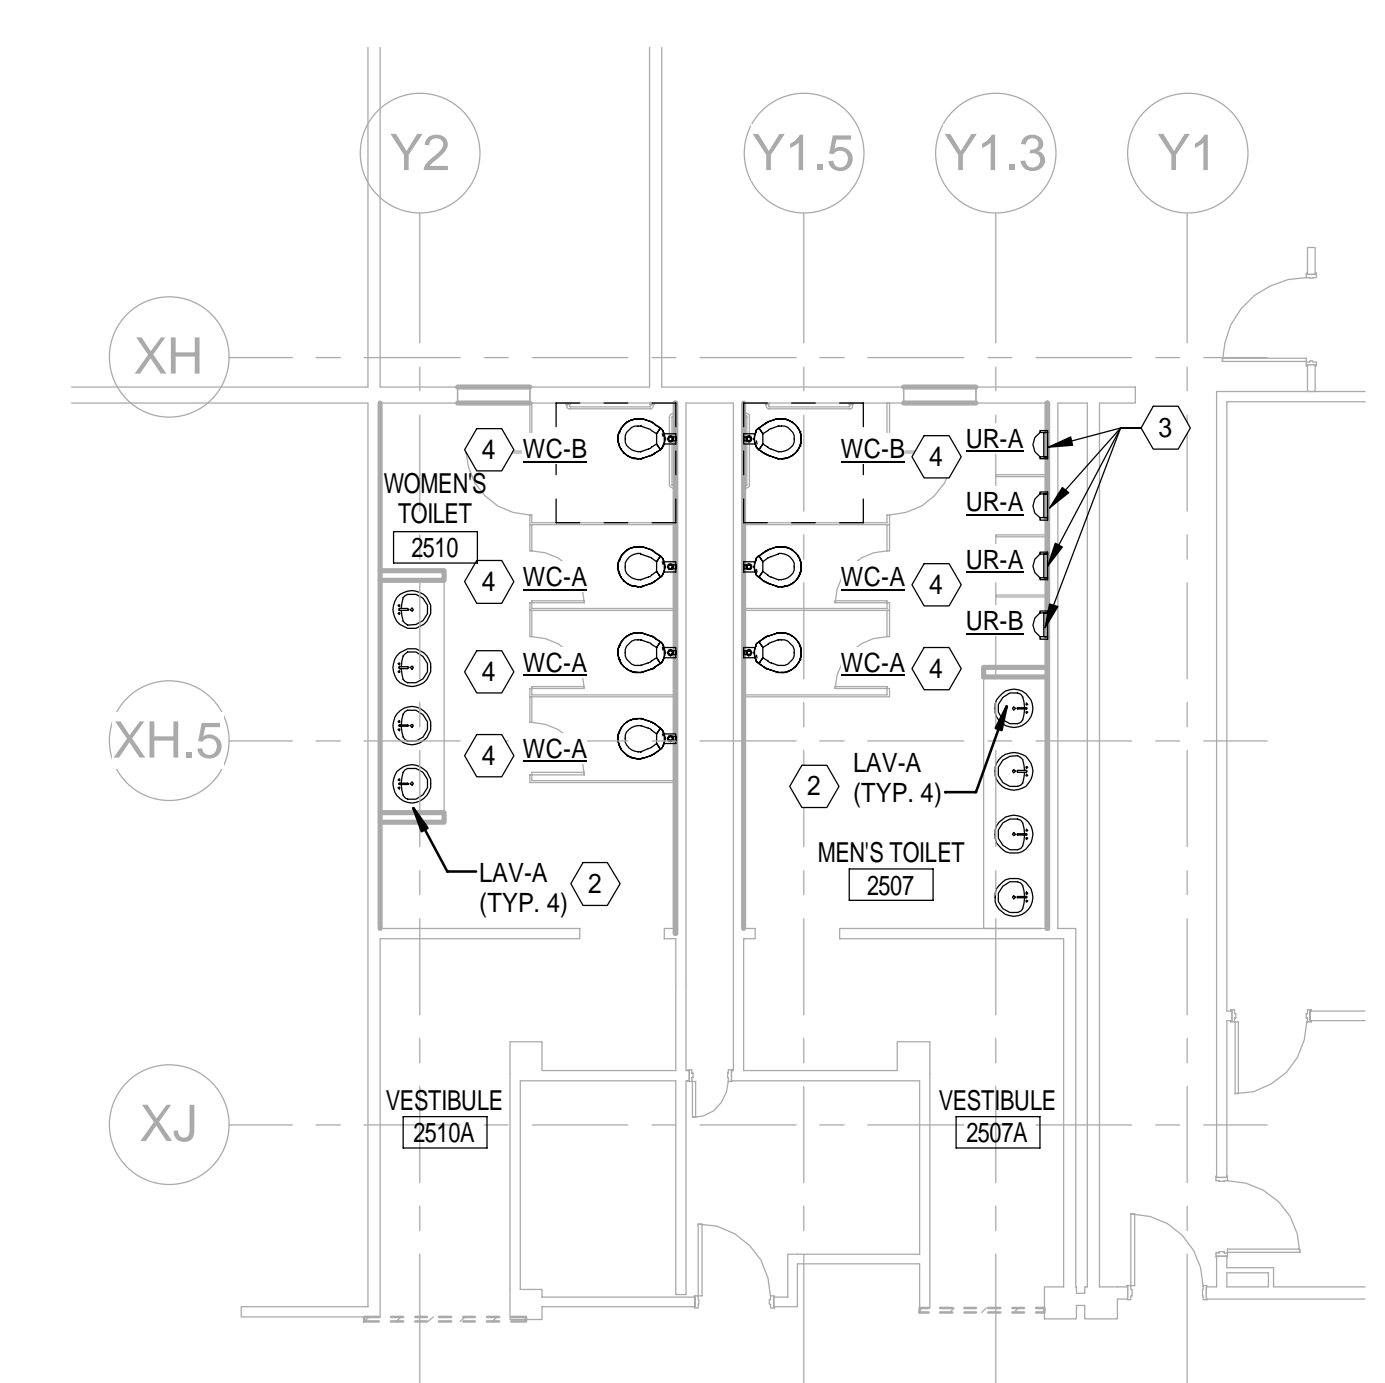 Y2
Y1.5
Y1.3
Y1
XH
4
WC-B
WC-B
4
UR-A
3
WOMEN'S
TOILET
2510
UR-A
4
WC-A
WC-A
4
UR-A
UR-B
4
WC-A
WC-A
4
XH.5
4
WC-A
2
LAV-A
(TYP. 4)
MEN'S TOILET
2507
LAV-A
(TYP. 4)
2
VESTIBULE
2510A
VESTIBULE
2507A
XJ